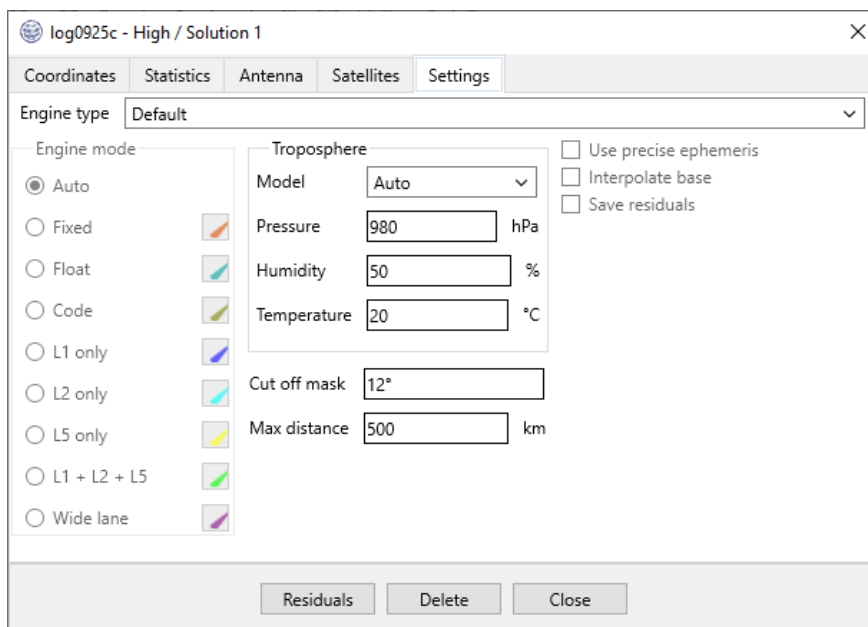 log0925c - High / Solution 1
Coordinates Statistics Antenna Satellites Settings
Engine type Default
Engine mode
Auto
Fixed
Float
Code
L1 only
L2 only
L5 only
L1 + L2 + L5
Wide lane
Troposphere
Model Auto
Pressure 980 hPa
Humidity 50 %
Temperature 20 °C
Cut off mask 12°
Max distance 500 km
Use precise ephemeris
Interpolate base
Save residuals
Residuals Delete Close